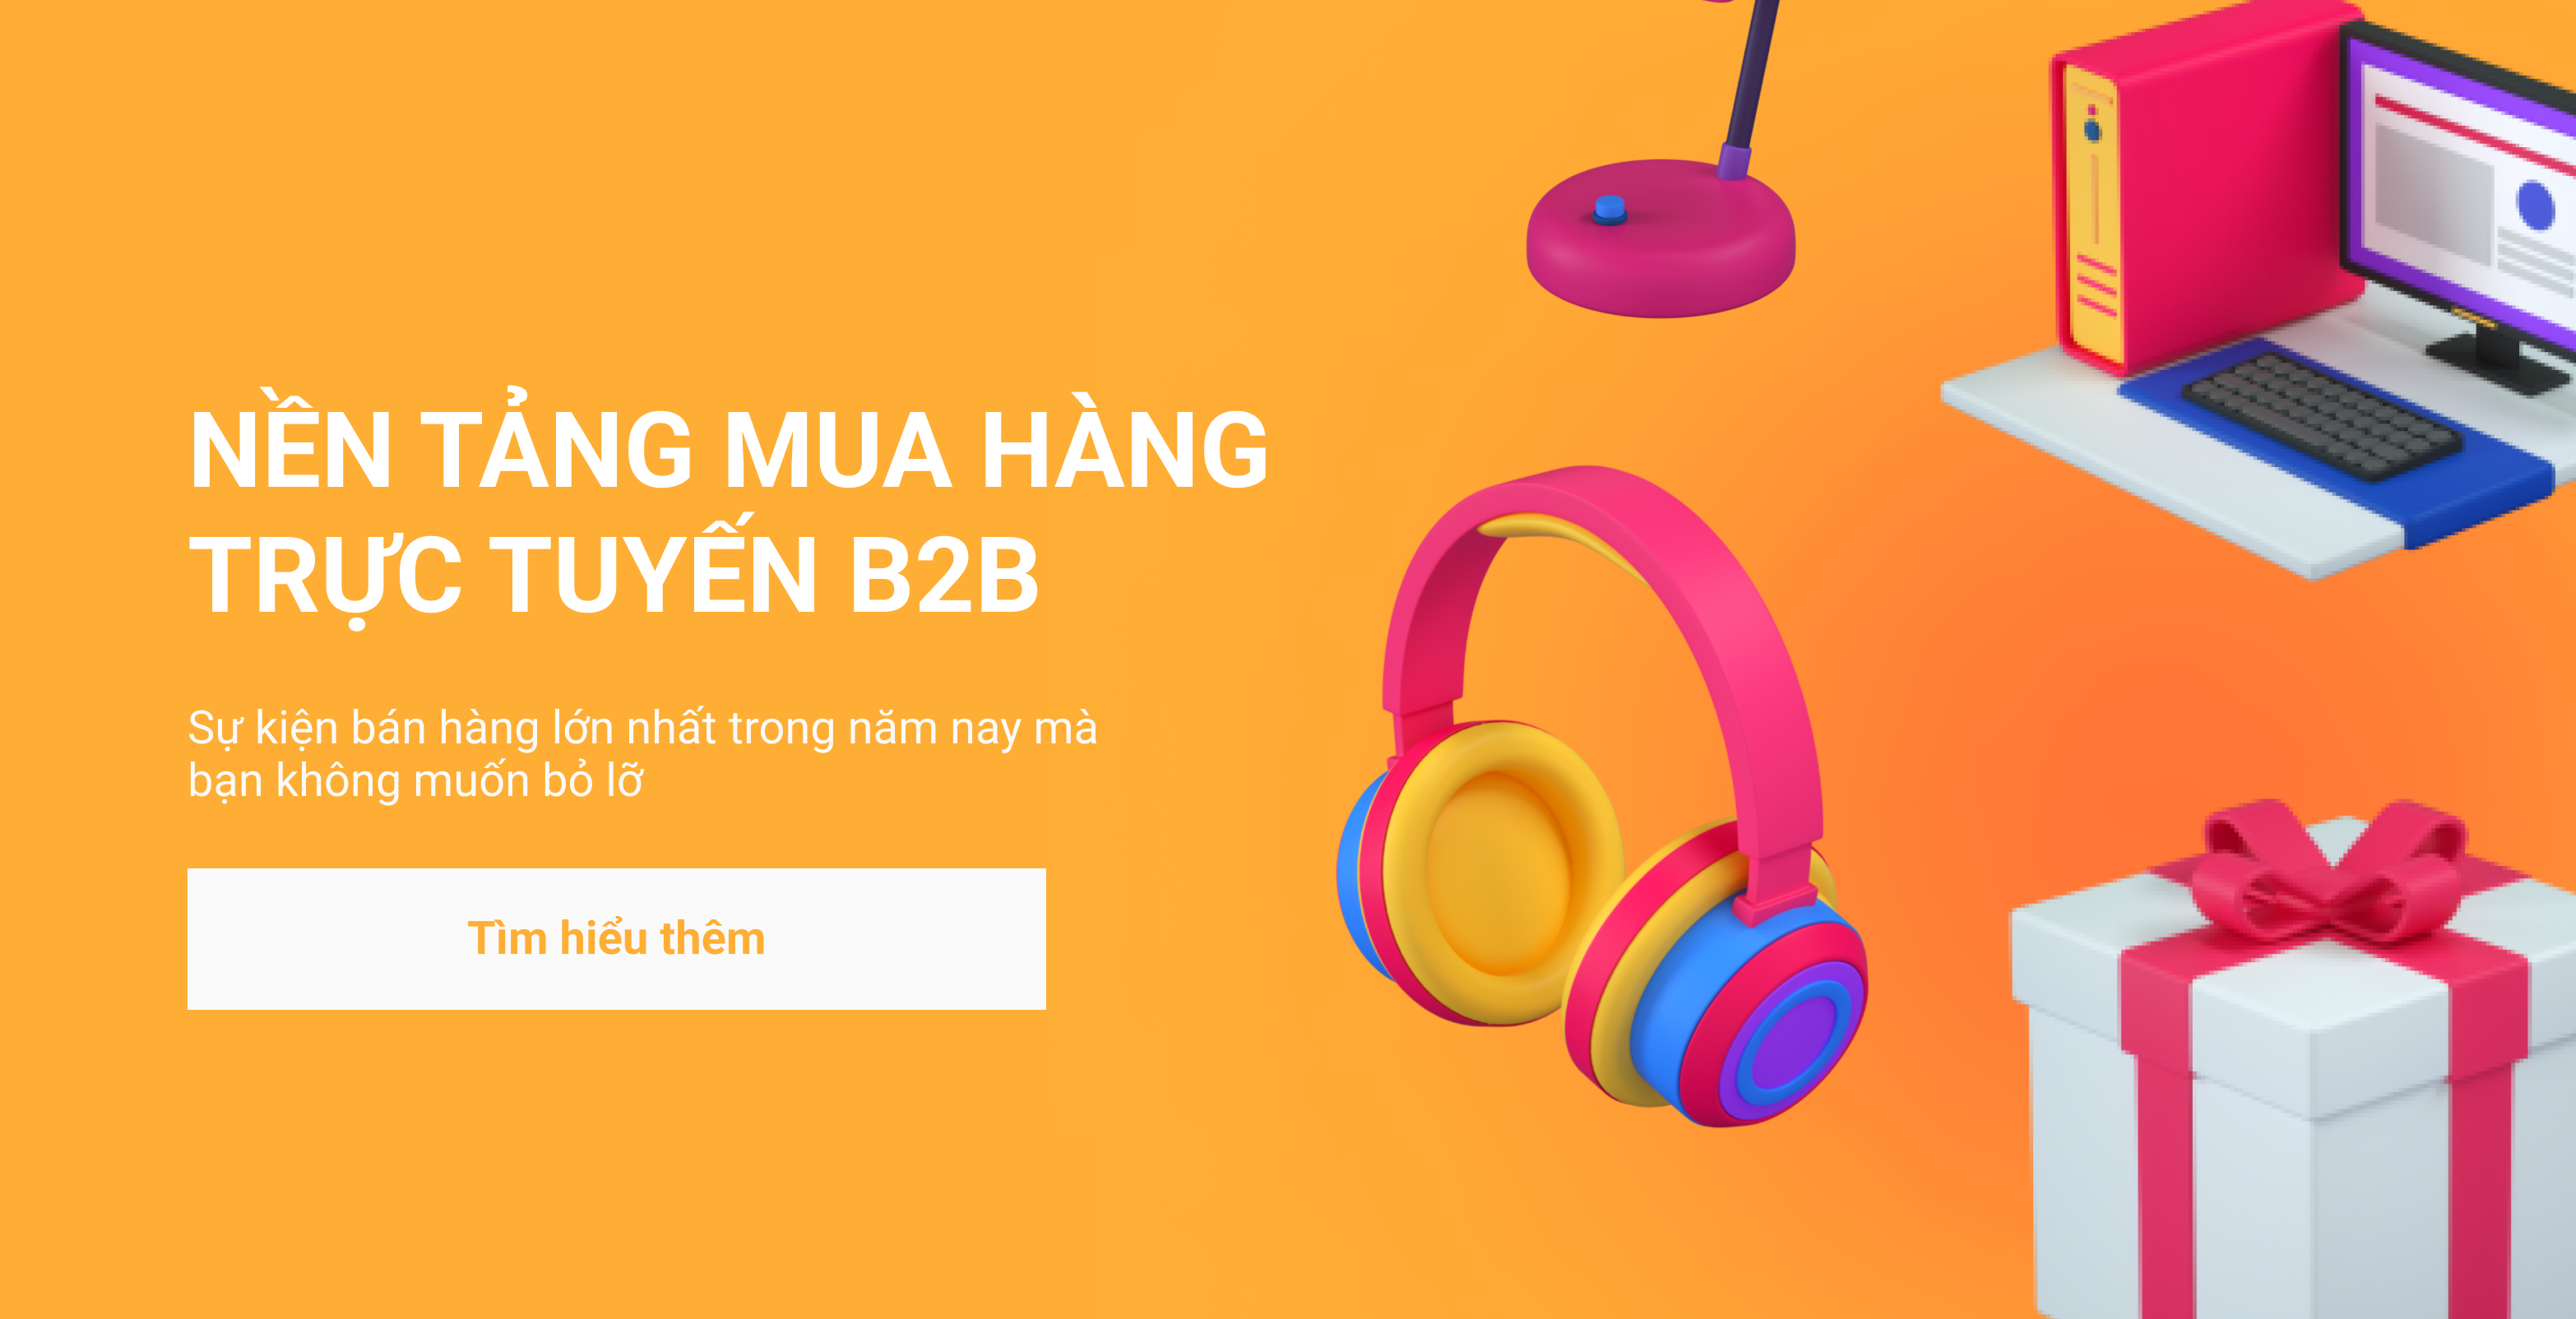 NỀN TẢNG MUA HÀNG
TRỰC TUYẾN B2B
Sự kiện bán hàng lớn nhất trong năm nay mà
bạn không muốn bỏ lỡ
Tìm hiểu thêm